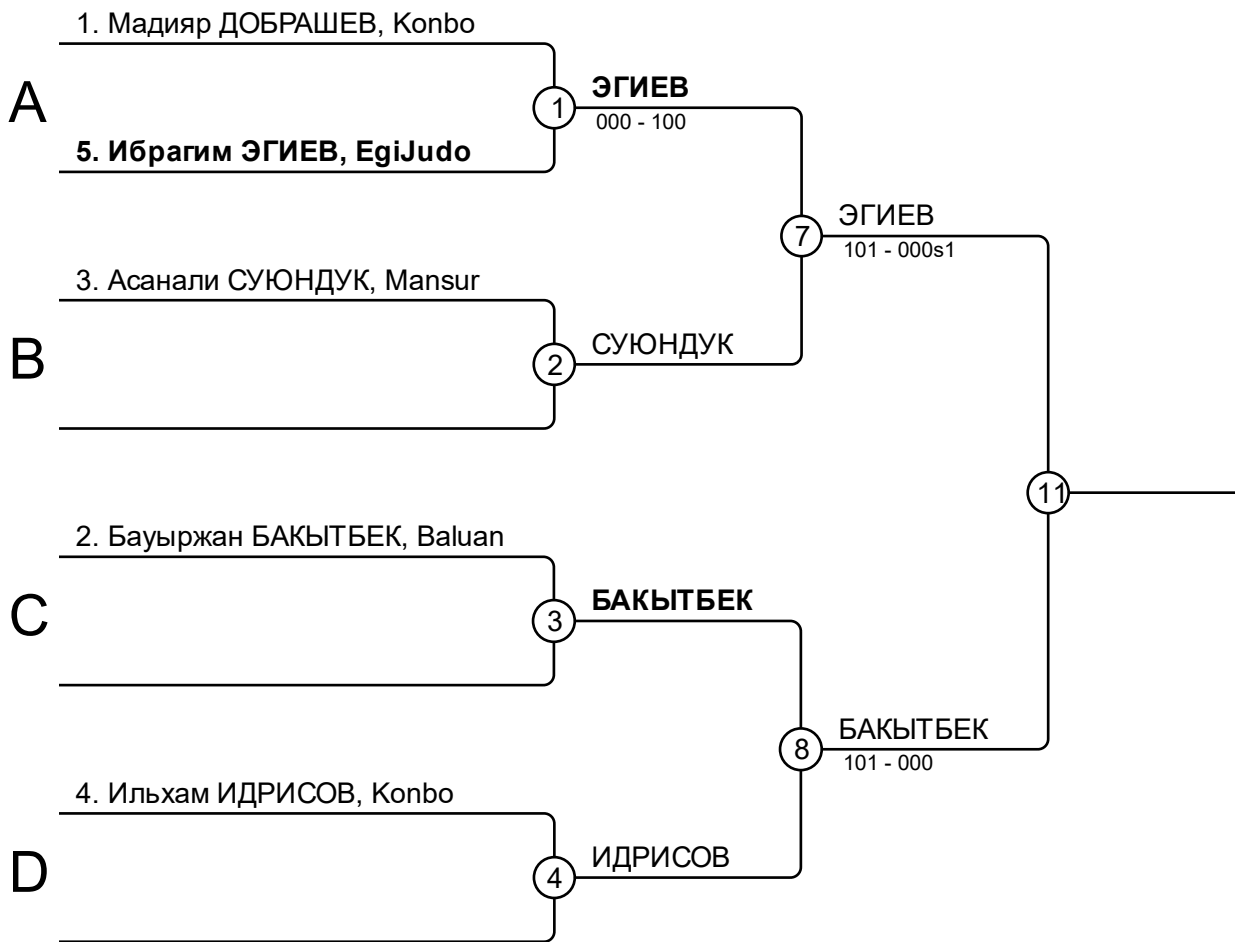 1. Мадияр ДОБРАШЕВ, Konbo
A
1
ЭГИЕВ
000 - 100
5. Ибрагим ЭГИЕВ, EgiJudo
7
ЭГИЕВ
101 - 000s1
3. Асанали СУЮНДУК, Mansur
B
2
СУЮНДУК
11
2. Бауыржан БАКЫТБЕК, Baluan
C
3
БАКЫТБЕК
8
БАКЫТБЕК
101 - 000
4. Ильхам ИДРИСОВ, Konbo
D
4
ИДРИСОВ